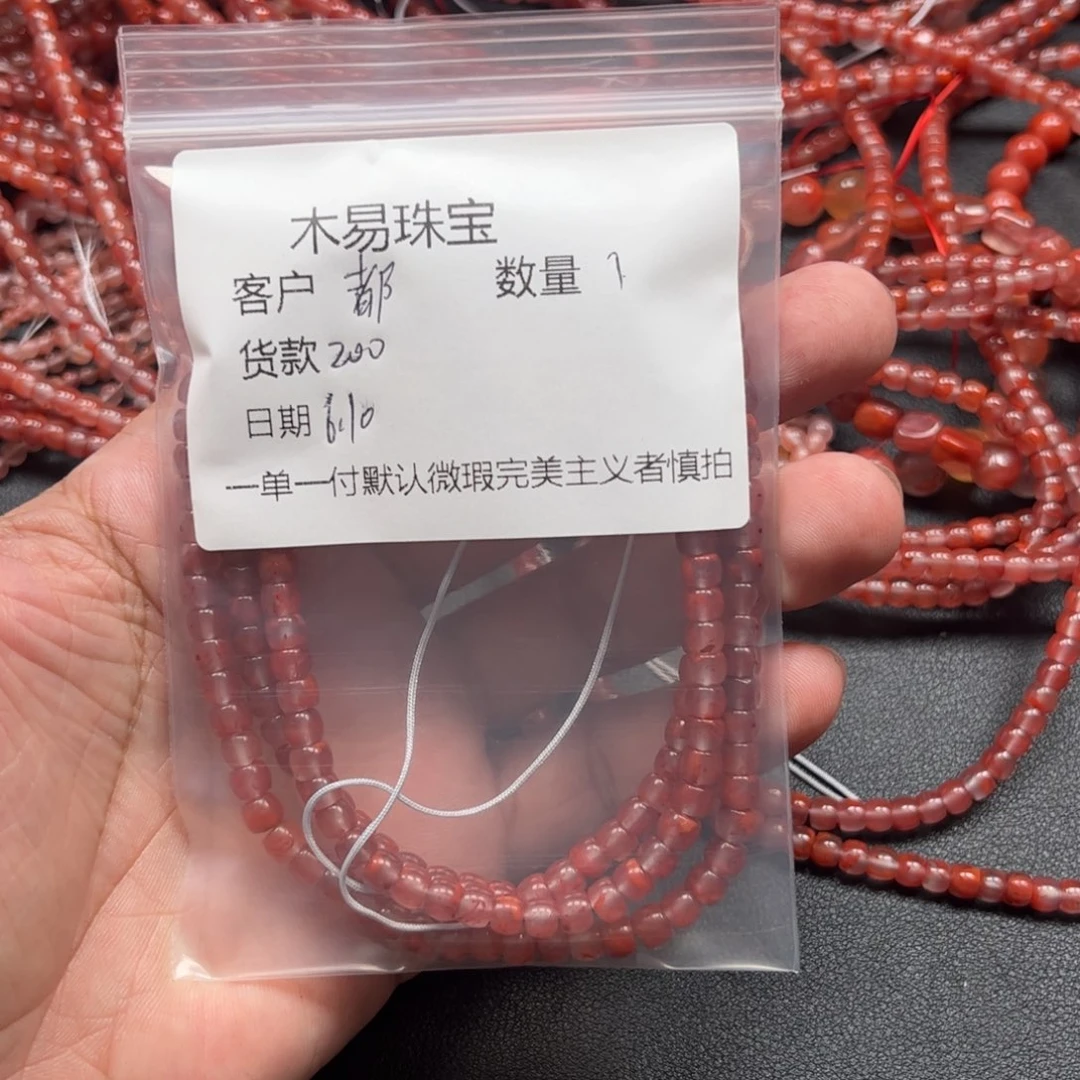 木易珠宝
客户 都 数量 1
货款 200
日期 6.10
一单一付默认微瑕完美主义者慎拍